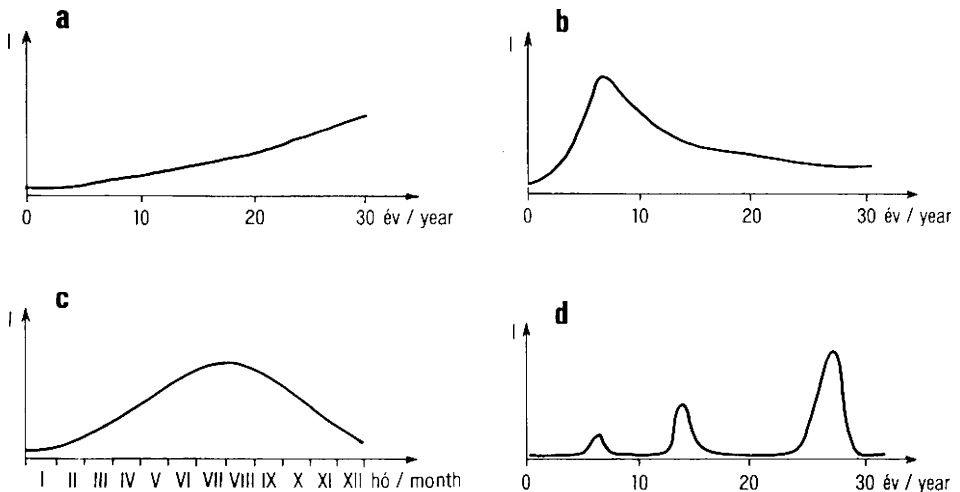 a
I
0 10 20 30 év / year
b
I
0 10 20 30 év / year
c
I
I II III IV V VI VII VIII IX X XI XII hó / month
d
I
0 10 20 30 év / year